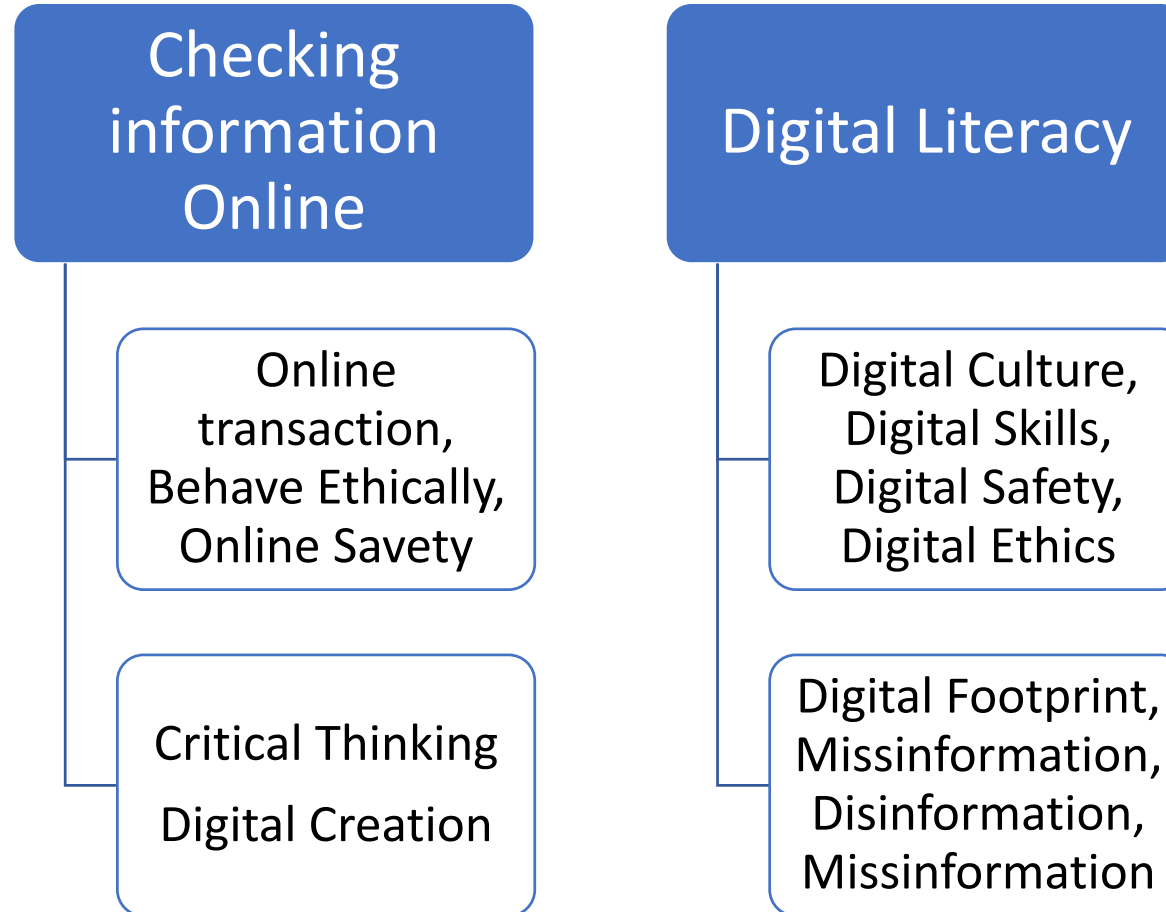 Checking
information
Online
Online
transaction,
Behave Ethically,
Online Savety
Critical Thinking
Digital Creation
Digital Literacy
Digital Culture,
Digital Skills,
Digital Safety,
Digital Ethics
Digital Footprint,
Missinformation,
Disinformation,
Missinformation